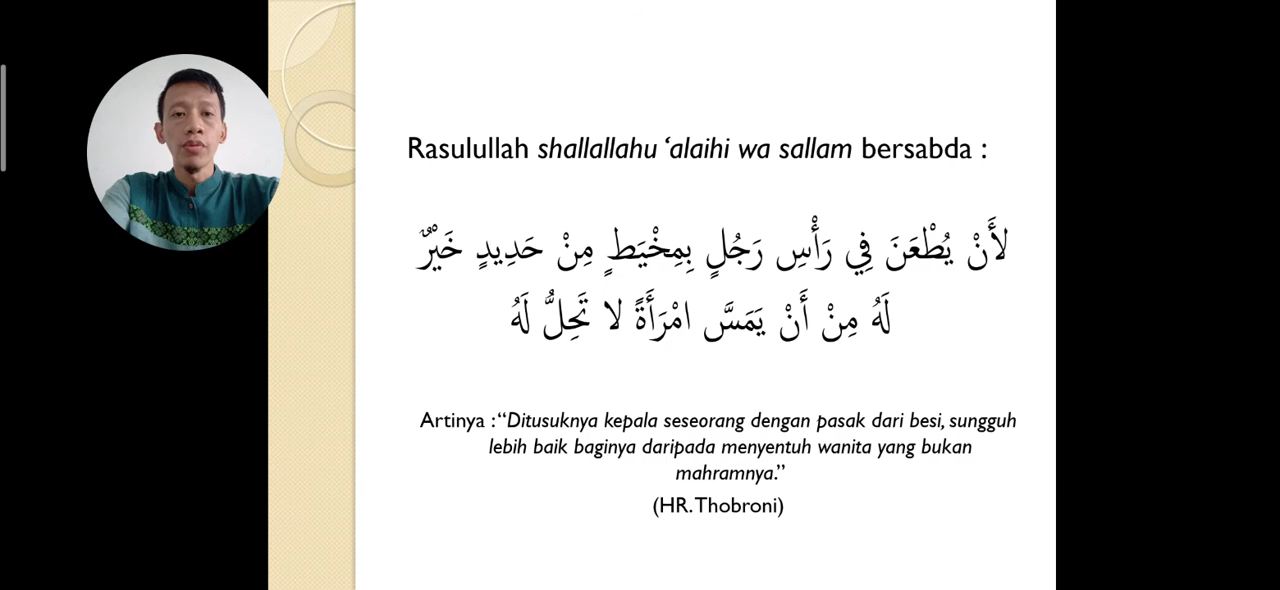 Rasulullah shallallahu ‘alaihi wa sallam bersabda :
لأَنْ يُطْعَنَ فِي رَأْسِ رَجُلٍ بِمِخْيَطٍ مِنْ حَدِيدٍ خَيْرٌ
لَهُ مِنْ أَنْ يَمَسَّ امْرَأَةً لا تَحِلُّ لَهُ
Artinya :“Ditusuknya kepala seseorang dengan pasak dari besi, sungguh
lebih baik baginya daripada menyentuh wanita yang bukan
mahramnya.”
(HR. Thobroni)